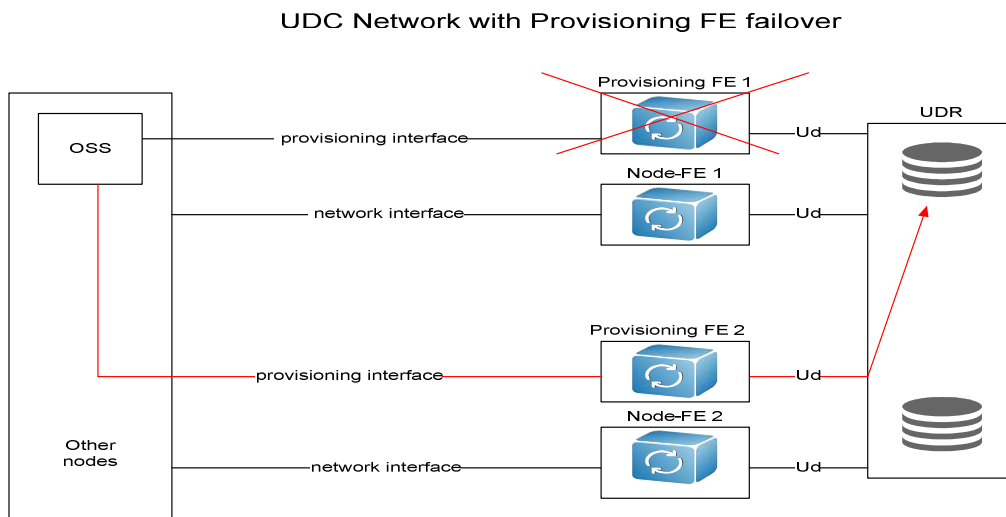 UDC Network with Provisioning FE failover
Provisioning FE 1
UDR
OSS
provisioning interface
Ud
Node-FE 1
network interface
Ud
Provisioning FE 2
provisioning interface
Ud
Node-FE 2
Other
nodes
network interface
Ud